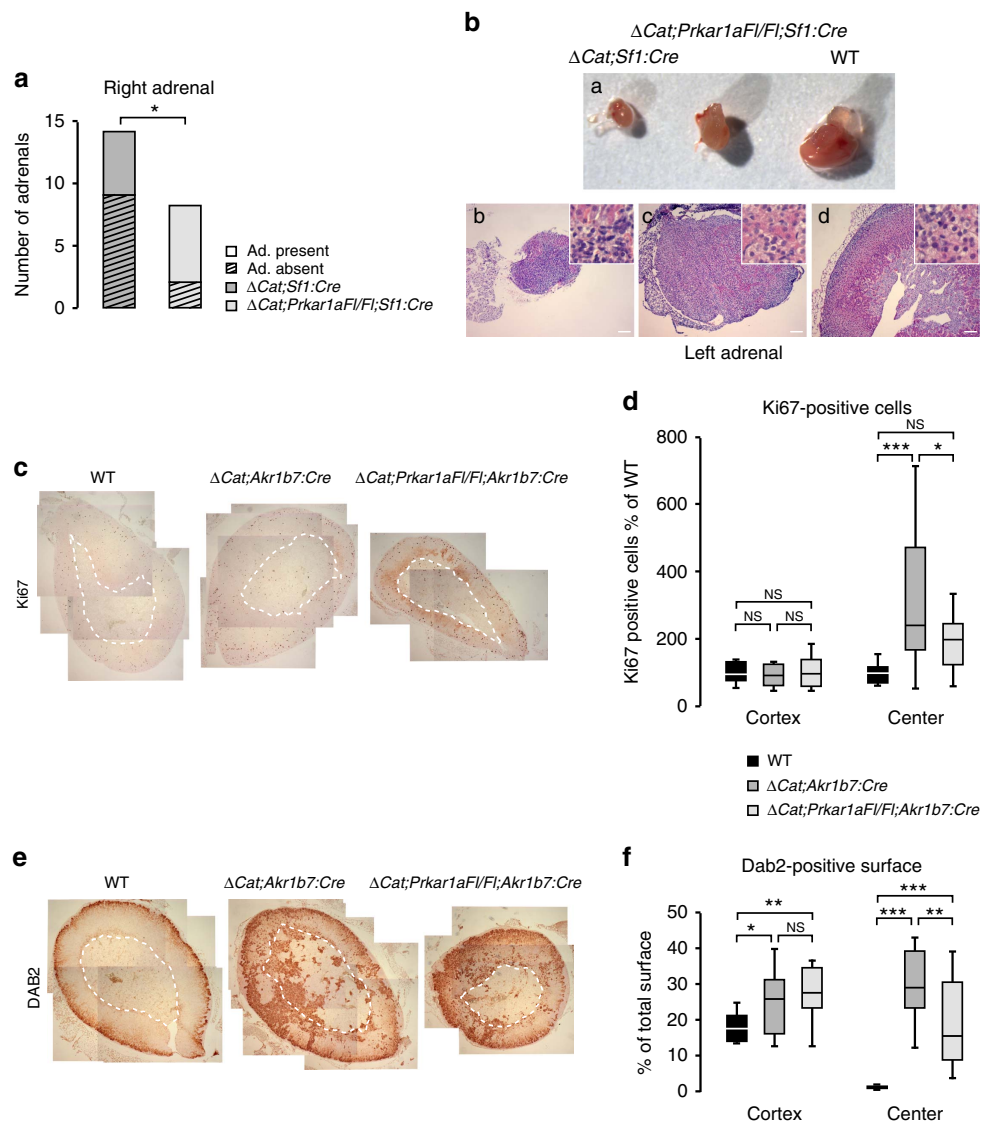 a
Right adrenal
*
15
10
5
0
Number of adrenals
Ad. present
Ad. absent
ΔCat;Sf1:Cre
ΔCat;Prkar1aFl/Fl;Sf1:Cre
b
ΔCat;Prkar1aFl/Fl;Sf1:Cre
ΔCat;Sf1:Cre WT
a
b c d
Left adrenal
c
WT ΔCat;Akr1b7:Cre ΔCat;Prkar1aFl/Fl;Akr1b7:Cre
Ki67
d
Ki67-positive cells
NS
*** *
NS
NS NS
800
600
400
200
0
Ki67 positive cells % of WT
Cortex Center
WT
ΔCat;Akr1b7:Cre
ΔCat;Prkar1aFl/Fl;Akr1b7:Cre
e
WT ΔCat;Akr1b7:Cre ΔCat;Prkar1aFl/Fl;Akr1b7:Cre
DAB2
f
Dab2-positive surface
** ***
* NS *** **
50
40
30
20
10
0
% of total surface
Cortex Center